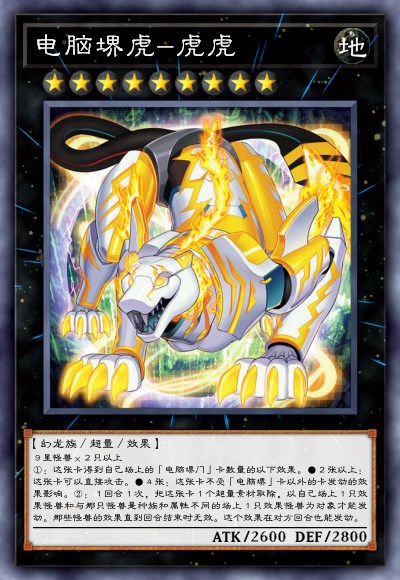 电脑堺虎-虎虎
地
【幻龙族/超量/效果】
9星怪兽×2只以上
①：这张卡得到自己场上的「电脑堺门」卡数量的以下效果。●2张以上：
这张卡可以直接攻击。●4张：这张卡不受「电脑堺」卡以外的卡发动的效
果影响。②：1回合1次，把这张卡1个超量素材取除，以自己场上1只效
果怪兽和与那只怪兽是种族和属性不同的场上1只效果怪兽为对象才能发
动。那些怪兽的效果直到回合结束时无效。这个效果在对方回合也能发动。
ATK/2600 DEF/2800